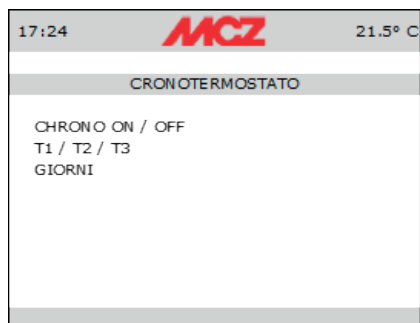 17:24 MCZ 21.5° C
CRONOTERMOSTATO
CHRONO ON / OFF
T1 / T2 / T3
GIORNI